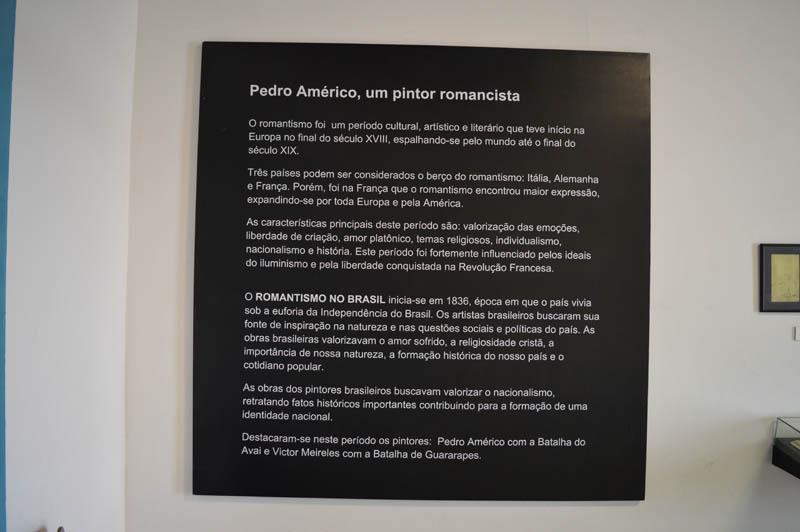 Pedro Américo, um pintor romancista
O romantismo foi um período cultural, artístico e literário que teve início na
Europa no final do século XVIII, espalhando-se pelo mundo até o final do
século XIX.
Três países podem ser considerados o berço do romantismo: Itália, Alemanha
e França. Porém, foi na França que o romantismo encontrou maior expressão,
expandindo-se por toda Europa e pela América.
As características principais deste período são: valorização das emoções,
liberdade de criação, amor platônico, temas religiosos, individualismo,
nacionalismo e história. Este período foi fortemente influenciado pelos ideais
do iluminismo e pela liberdade conquistada na Revolução Francesa.
O ROMANTISMO NO BRASIL inicia-se em 1836, época em que o país vivia
sob a euforia da Independência do Brasil. Os artistas brasileiros buscaram sua
fonte de inspiração na natureza e nas questões sociais e políticas do país. As
obras brasileiras valorizavam o amor sofrido, a religiosidade cristã, a
importância de nossa natureza, a formação histórica do nosso país e o
cotidiano popular.
As obras dos pintores brasileiros buscavam valorizar o nacionalismo,
retratando fatos históricos importantes contribuindo para a formação de uma
identidade nacional.
Destacaram-se neste período os pintores: Pedro Américo com a Batalha do
Avai e Victor Meireles com a Batalha de Guararapes.